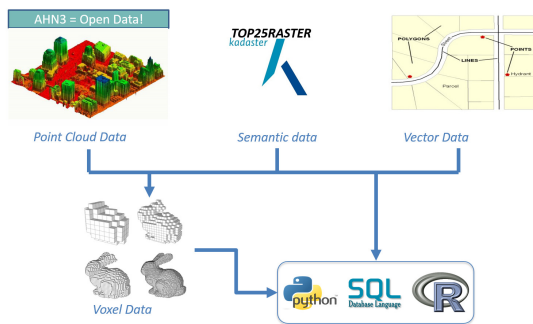 AHN3 = Open Data!
TOP25RASTER
kadaster
POLYGONS
Street
POINTS
LINES
Hydrant
Parcel
Point Cloud Data
Semantic data
Vector Data
Voxel Data
python
SQL
Database Language
R